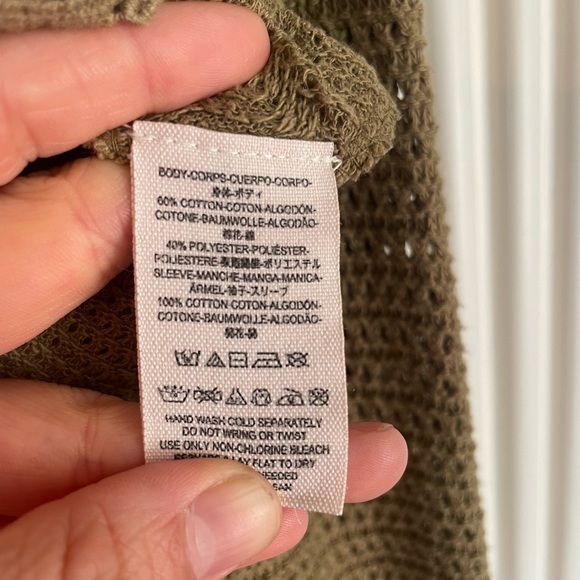 BODY-CORPS-CUERPO-CORPO-
身体-ボディ
60% COTTON-COTON-ALGODÓN-
COTONE-BAUMWOLLE-ALGODÃO-
棉花-綿
40% POLYESTER-POLIÉSTER-
POLIESTERE-聚酯纖維-ポリエステル
SLEEVE-MANCHE-MANGA-MANICA-
ÄRMEL-袖子-スリーブ
100% COTTON-COTON-ALGODÓN-
COTONE-BAUMWOLLE-ALGODÃO-
棉花-綿
HAND WASH COLD SEPARATELY
DO NOT WRING OR TWIST
USE ONLY NON-CHLORINE BLEACH
LAY FLAT TO DRY
NEEDED